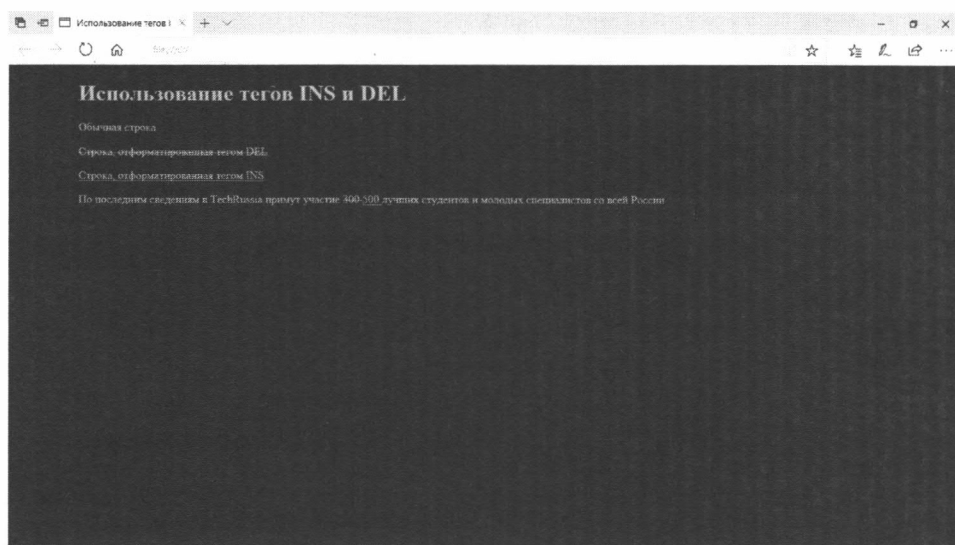 Использование тегов I
Использование тегов INS и DEL
Обычная строка
Строка, отформатированная тегом DEL
Строка, отформатированная тегом INS
По последним сведениям в TechRussia примут участие 400 500 лучших студентов и молодых специалистов со всей России